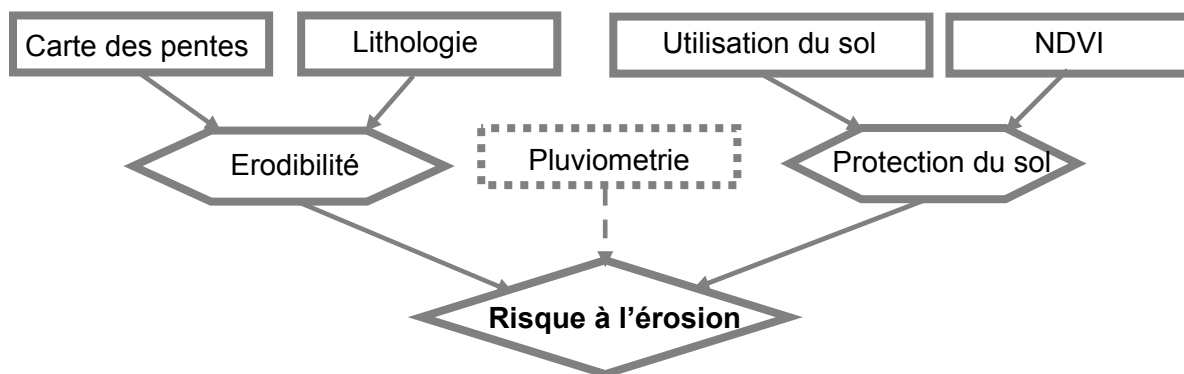 Carte des pentes
Lithologie
Utilisation du sol
NDVI
Erodibilité
Pluviometrie
Protection du sol
Risque à l’érosion